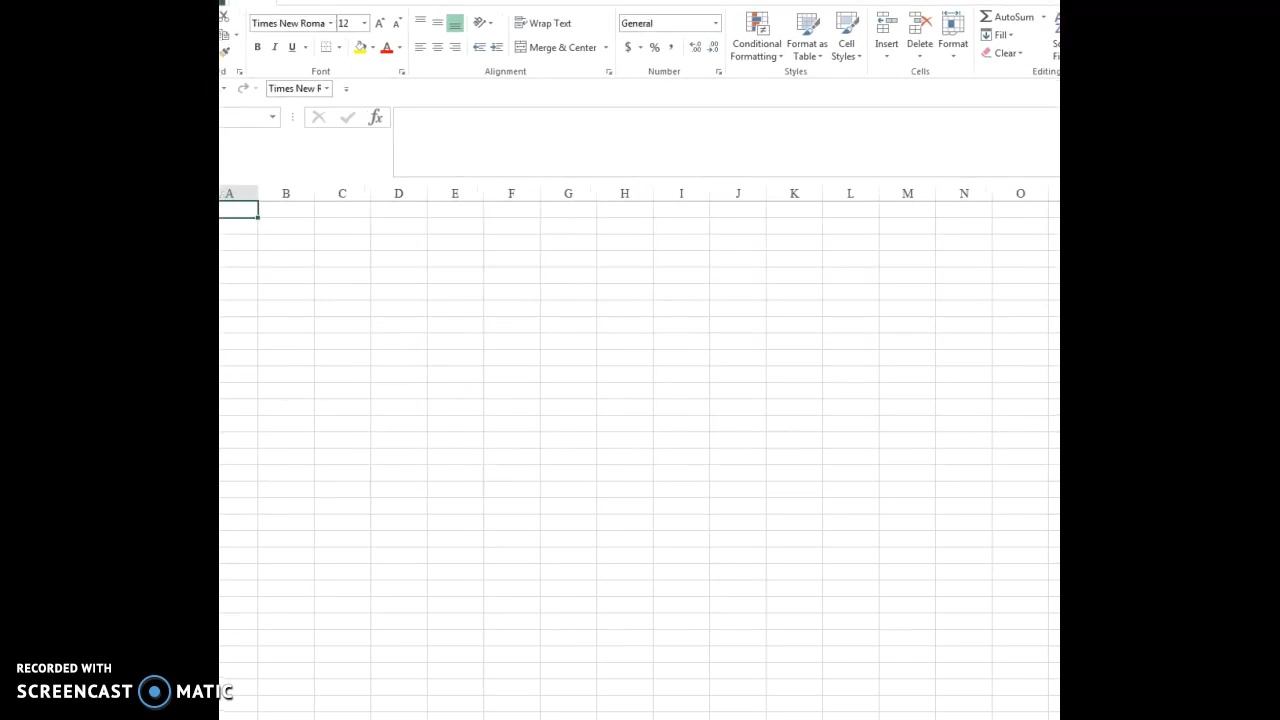 Times New Roma 12 Wrap Text General AutoSum
Conditional Formatting Format as Table Cell Styles Insert Delete Format Fill
B I U Merge & Center $ % , Clear
Font Alignment Number Styles Cells Editing
Times New F
fx
A B C D E F G H I J K L M N O
RECORDED WITH
SCREENCAST MATIC